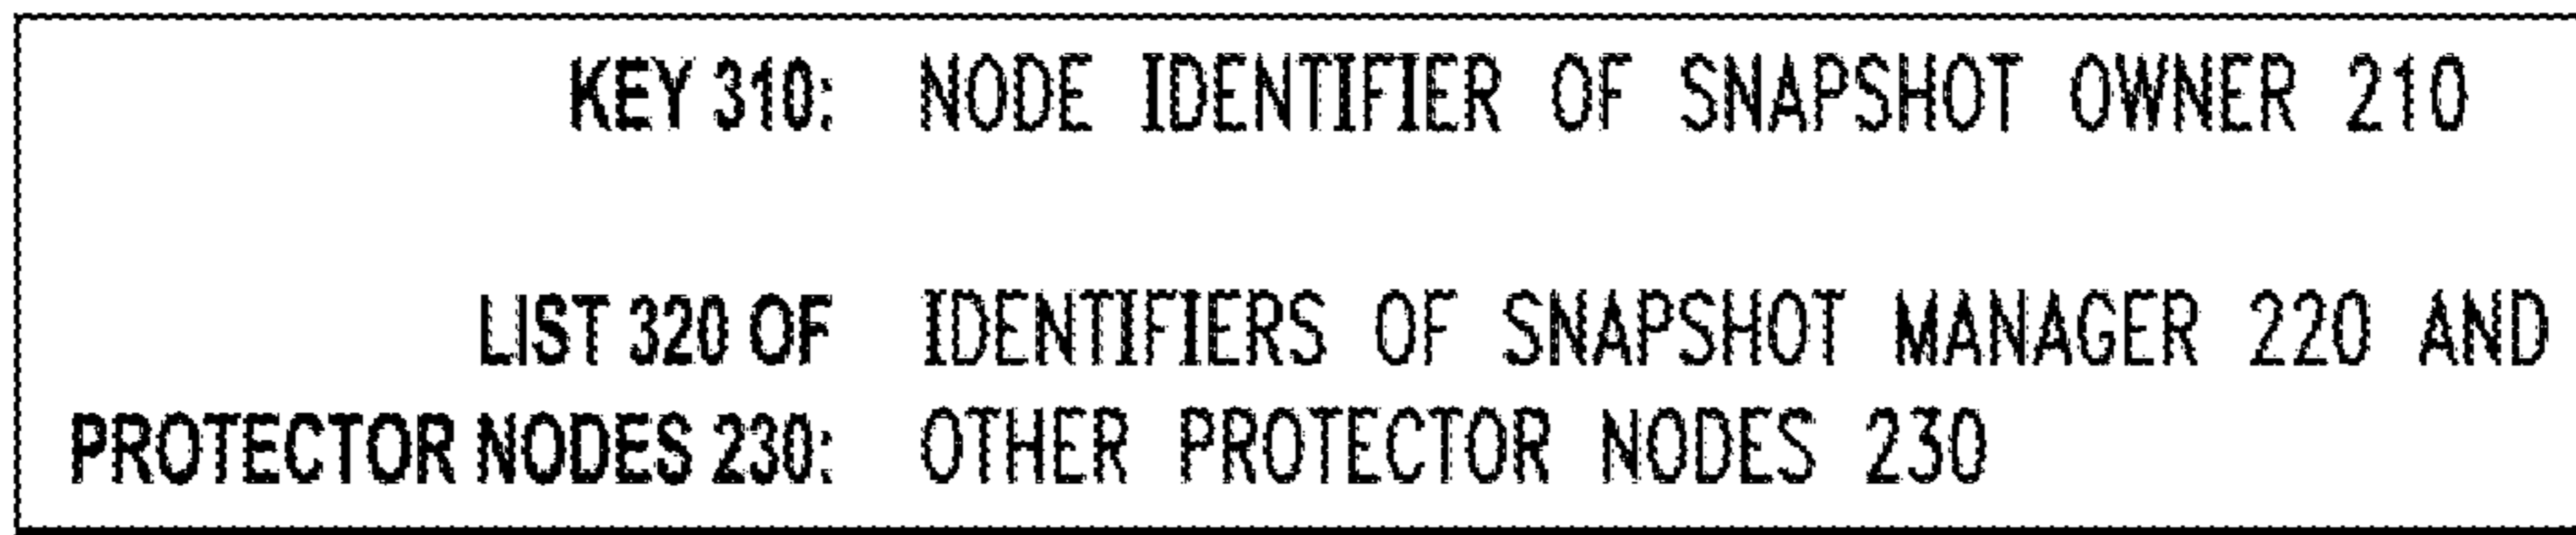 KEY 310: NODE IDENTIFIER OF SNAPSHOT OWNER 210
LIST 320 OF IDENTIFIERS OF SNAPSHOT MANAGER 220 AND
PROTECTOR NODES 230: OTHER PROTECTOR NODES 230